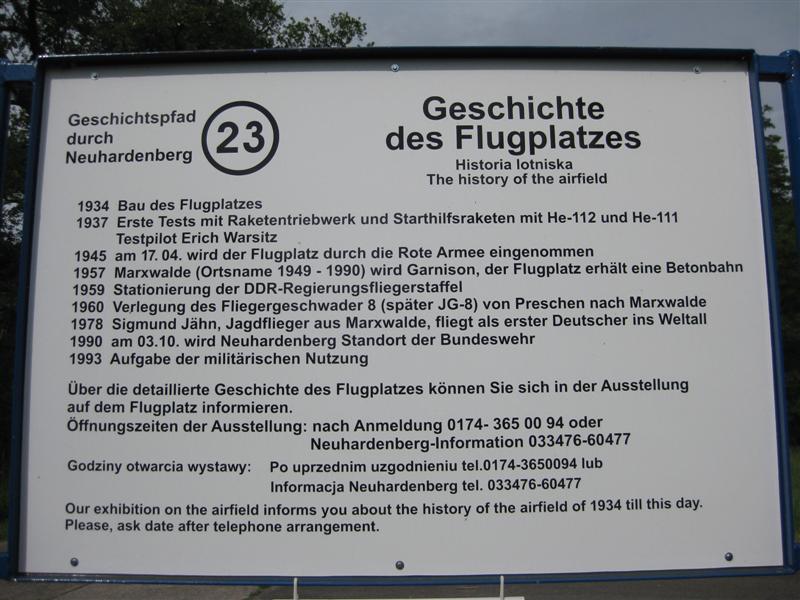 Geschichtspfad
durch
Neuhardenberg
23
Geschichte
des Flugplatzes
Historia lotniska
The history of the airfield
1934 Bau des Flugplatzes
1937 Erste Tests mit Raketentriebwerk und Starthilfsraketen mit He-112 und He-111
Testpilot Erich Warsitz
1945 am 17. 04. wird der Flugplatz durch die Rote Armee eingenommen
1957 Marxwalde (Ortsname 1949 - 1990) wird Garnison, der Flugplatz erhält eine Betonbahn
1959 Stationierung der DDR-Regierungsfliegerstaffel
1960 Verlegung des Fliegergeschwader 8 (später JG-8) von Preschen nach Marxwalde
1978 Sigmund Jähn, Jagdflieger aus Marxwalde, fliegt als erster Deutscher ins Weltall
1990 am 03.10. wird Neuhardenberg Standort der Bundeswehr
1993 Aufgabe der militärischen Nutzung
Über die detaillierte Geschichte des Flugplatzes können Sie sich in der Ausstellung
auf dem Flugplatz informieren.
Öffnungszeiten der Ausstellung: nach Anmeldung 0174- 365 00 94 oder
Neuhardenberg-Information 033476-60477
Godziny otwarcia wystawy: Po uprzednim uzgodnieniu tel.0174-3650094 lub
Informacja Neuhardenberg tel. 033476-60477
Our exhibition on the airfield informs you about the history of the airfield of 1934 till this day.
Please, ask date after telephone arrangement.